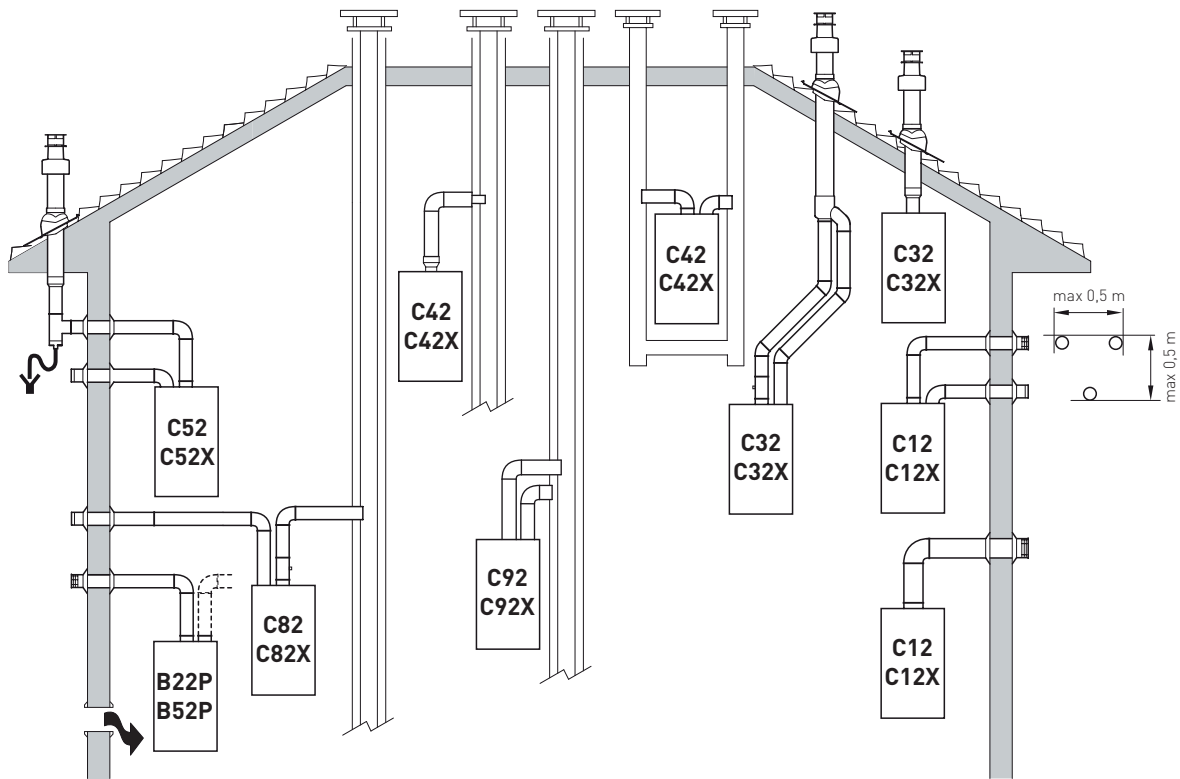 C32
C32X
C42
C42X
C42
C42X
max 0,5 m
max 0,5 m
C52
C52X
C32
C32X
C12
C12X
C92
C92X
C82
C82X
C12
C12X
B22P
B52P